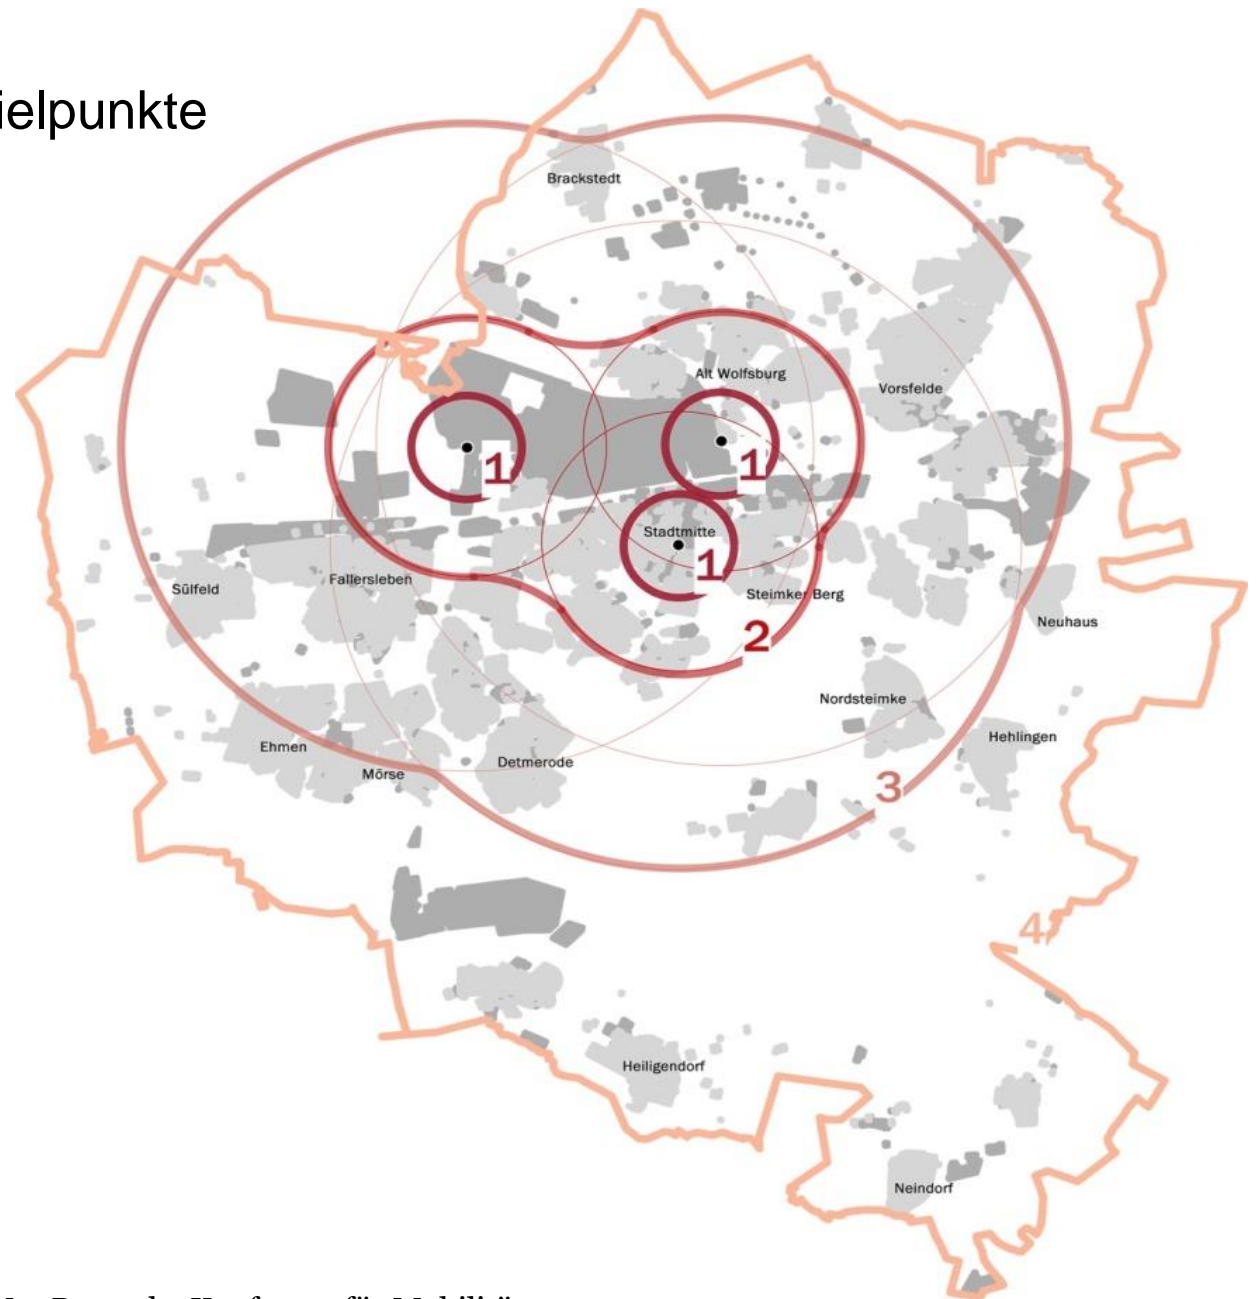 ielpunkte
Brackstedt
Alt Wolfsburg
Vorsfelde
1
1
Stadtmitte
1
Fallersleben
Sülfeld
Steimker Berg
Neuhaus
2
Nordsteimke
Hehlingen
Ehmen
Mörse
Detmerode
3
4
Heiligendorf
Neindorf